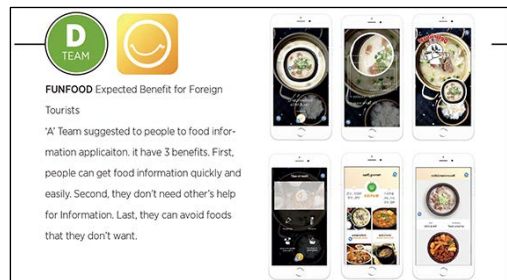 D
TEAM
FUNFOOD Expected Benefit for Foreign
Tourists
'A' Team suggested to people to food infor-
mation applicaiton. it have 3 benefits. First,
people can get food information quickly and
easily. Second, they don't need other's help
for Information. Last, they can avoid foods
that they don't want.